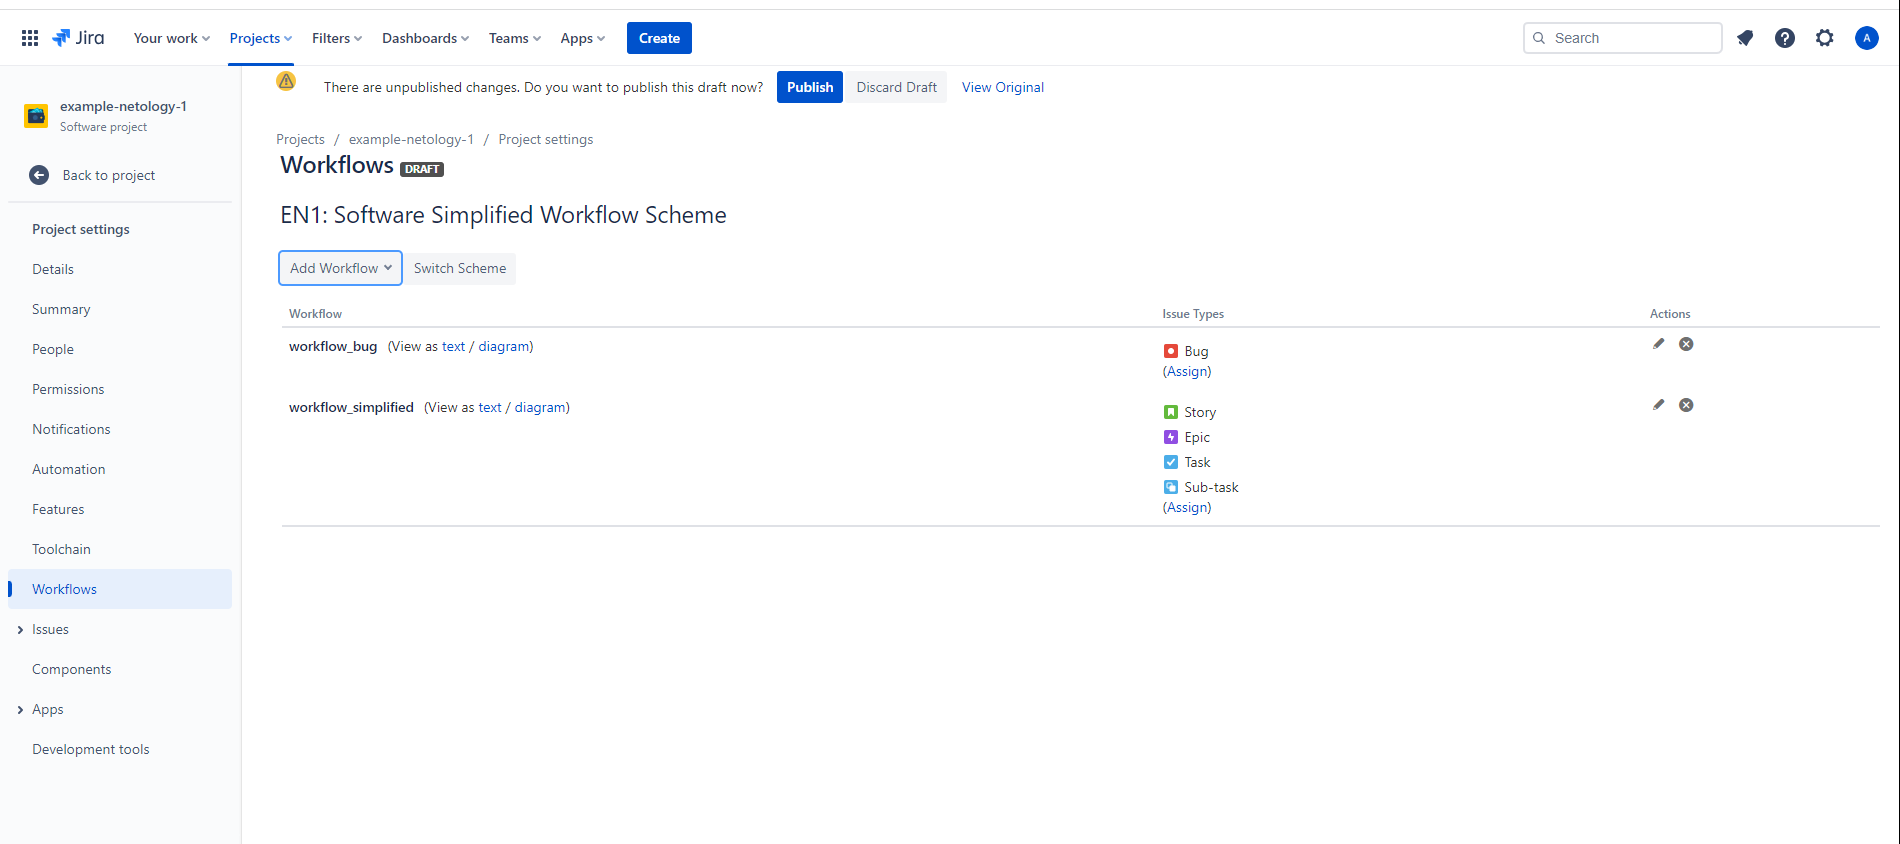 Jira Your work Projects Filters Dashboards Teams Apps Create Search A
example-netology-1
Software project
Back to project
Project settings
Details
Summary
People
Permissions
Notifications
Automation
Features
Toolchain
Workflows
Issues
Components
Apps
Development tools
There are unpublished changes. Do you want to publish this draft now? Publish Discard Draft View Original
Projects / example-netology-1 / Project settings
Workflows DRAFT
EN1: Software Simplified Workflow Scheme
Add Workflow Switch Scheme
Workflow Issue Types Actions
workflow_bug (View as text / diagram) Bug
(Assign)
workflow_simplified (View as text / diagram) Story
Epic
Task
Sub-task
(Assign)